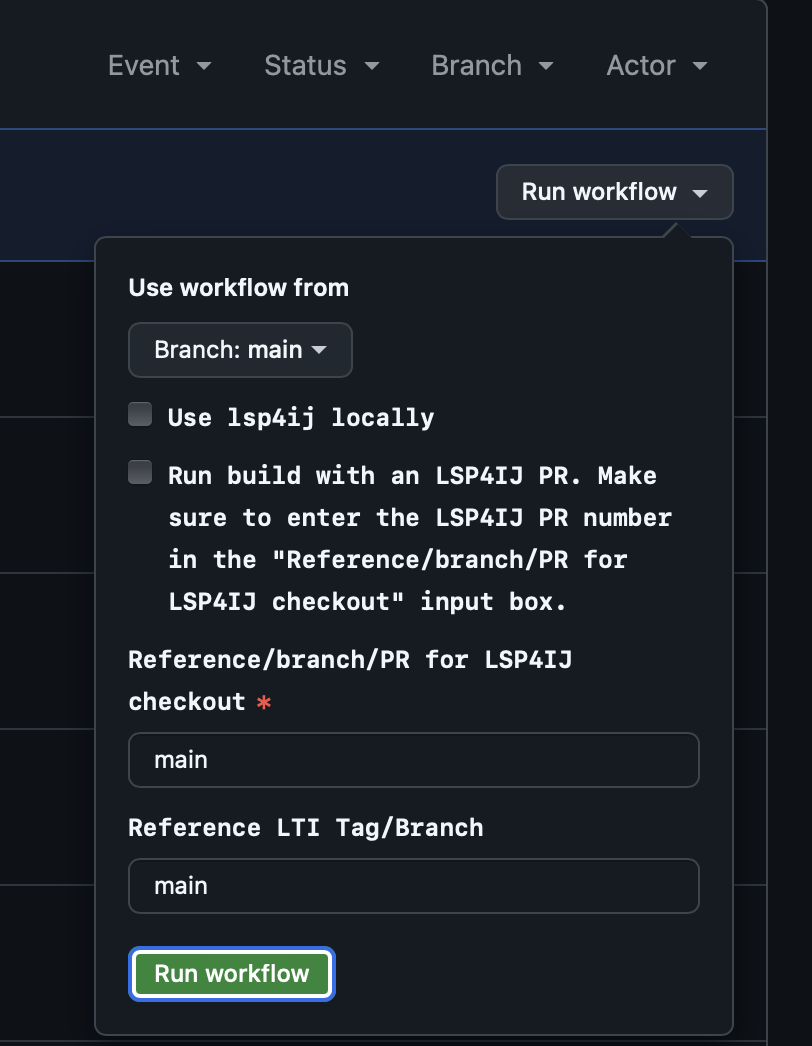 Event Status Branch Actor
Run workflow
Use workflow from
Branch: main
Use lsp4ij locally
Run build with an LSP4IJ PR. Make
sure to enter the LSP4IJ PR number
in the "Reference/branch/PR for
LSP4IJ checkout" input box.
Reference/branch/PR for LSP4IJ
checkout *
main
Reference LTI Tag/Branch
main
Run workflow